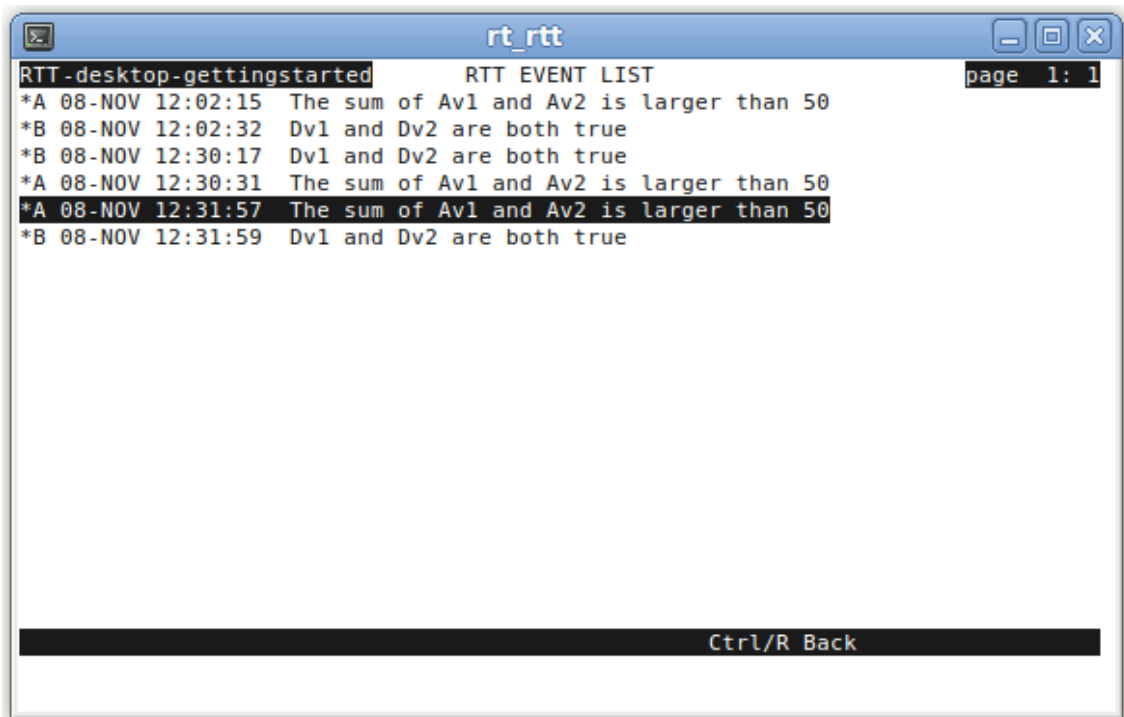 rt_rtt
RTT-desktop-gettingstarted RTT EVENT LIST page 1: 1
*A 08-NOV 12:02:15 The sum of Av1 and Av2 is larger than 50
*B 08-NOV 12:02:32 Dv1 and Dv2 are both true
*B 08-NOV 12:30:17 Dv1 and Dv2 are both true
*A 08-NOV 12:30:31 The sum of Av1 and Av2 is larger than 50
*A 08-NOV 12:31:57 The sum of Av1 and Av2 is larger than 50
*B 08-NOV 12:31:59 Dv1 and Dv2 are both true
Ctrl/R Back